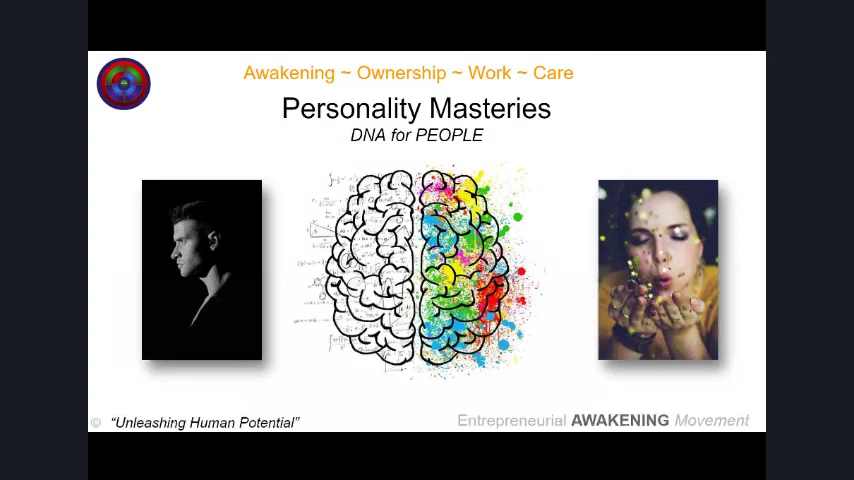 Awakening ~ Ownership ~ Work ~ Care
Personality Masteries
DNA for PEOPLE
© “Unleashing Human Potential”
Entrepreneurial AWAKENING Movement